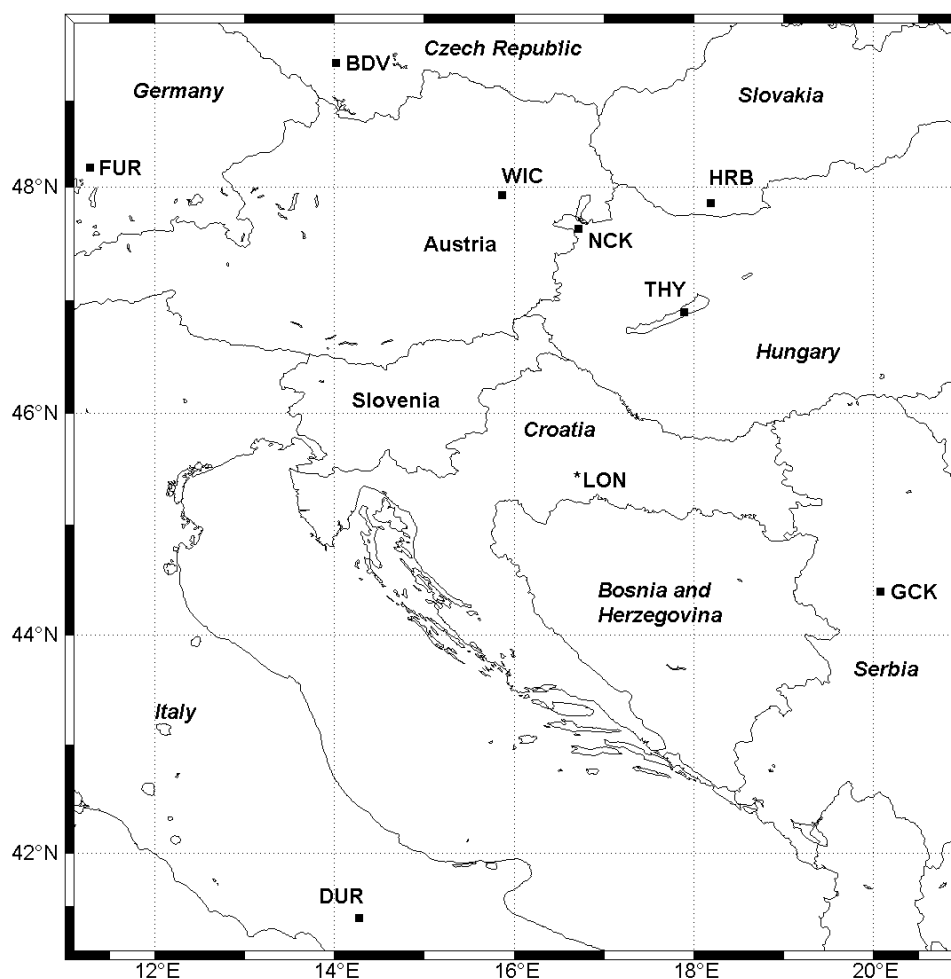 Czech Republic
BDV
Germany
Slovakia
FUR
WIC
HRB
48°N
NCK
Austria
THY
Hungary
Slovenia
46°N
Croatia
*LON
Bosnia and
Herzegovina
GCK
44°N
Serbia
Italy
42°N
DUR
12°E 14°E 16°E 18°E 20°E